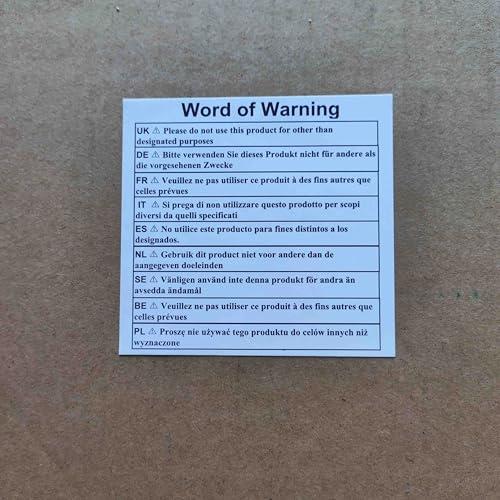 Word of Warning
UK ⚠ Please do not use this product for other than
designated purposes
DE ⚠ Bitte verwenden Sie dieses Produkt nicht für andere als
die vorgesehenen Zwecke
FR ⚠ Veuillez ne pas utiliser ce produit à des fins autres que
celles prévues
IT ⚠ Si prega di non utilizzare questo prodotto per scopi
diversi da quelli specificati
ES ⚠ No utilice este producto para fines distintos a los
designados.
NL ⚠ Gebruik dit product niet voor andere dan de
aangegeven doeleinden
SE ⚠ Vänligen använd inte denna produkt för andra än
avsedda ändamål
BE ⚠ Veuillez ne pas utiliser ce produit à des fins autres que
celles prévues
PL ⚠ Proszę nie używać tego produktu do celów innych niż
wyznaczone